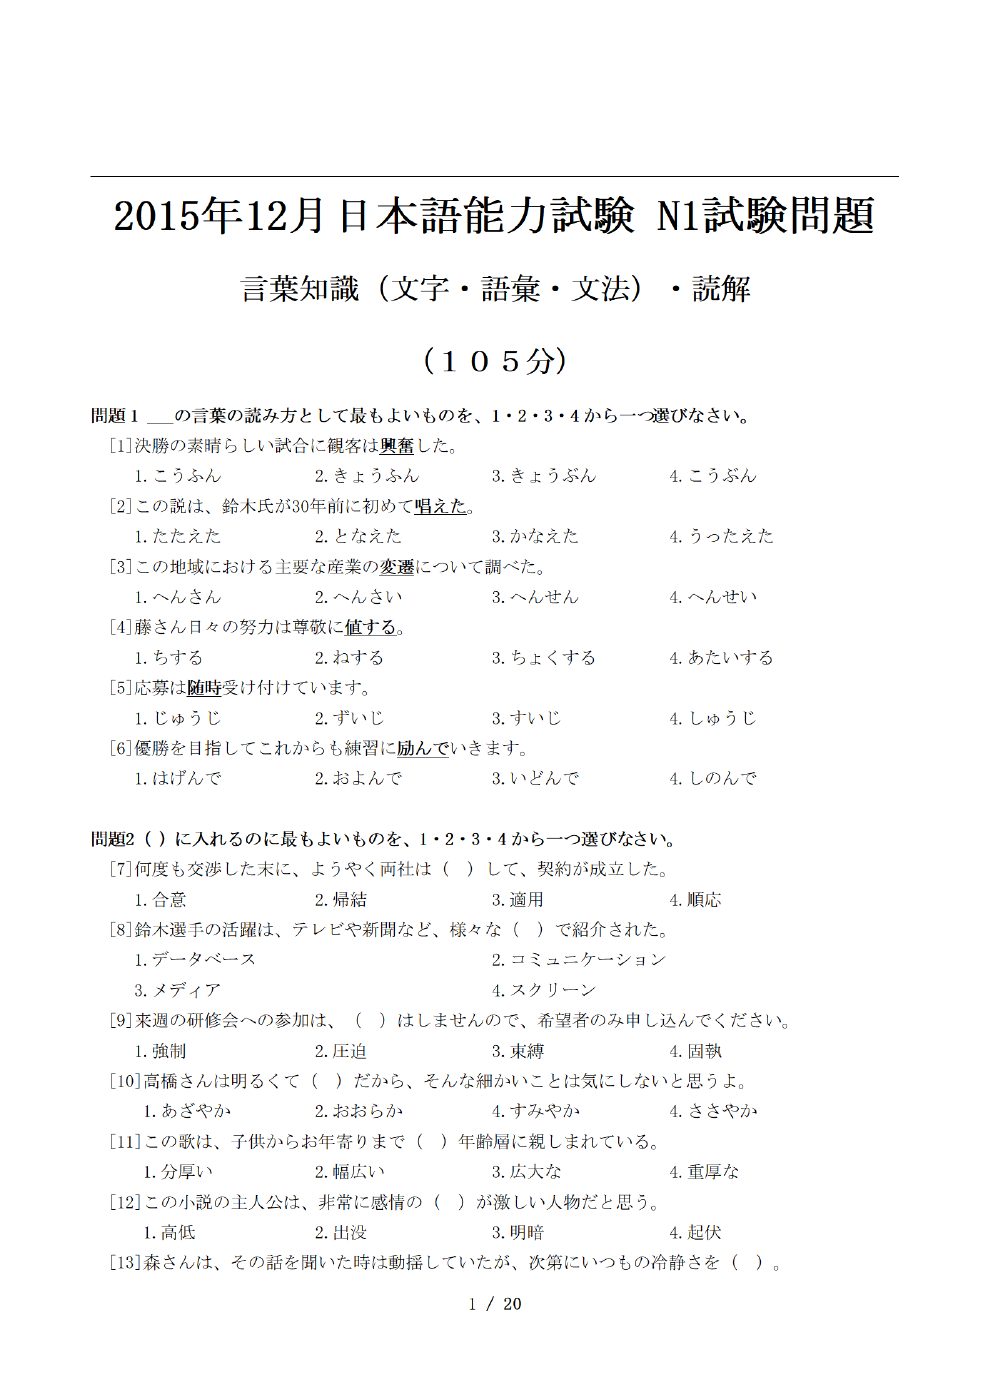 2015年12月日本語能力試験 N1試験問題
言葉知識（文字・語彙・文法）・読解
（１０５分）
問題１ ___の言葉の読み方として最もよいものを、1・2・3・4から一つ選びなさい。
[1]決勝の素晴らしい試合に観客は興奮した。
1.こうふん 2.きょうふん 3.きょうぶん 4.こうぶん
[2]この説は、鈴木氏が30年前に初めて唱えた。
1.たたえた 2.となえた 3.かなえた 4.うったえた
[3]この地域における主要な産業の変遷について調べた。
1.へんさん 2.へんさい 3.へんせん 4.へんせい
[4]藤さん日々の努力は尊敬に値する。
1.ちする 2.ねする 3.ちょくする 4.あたいする
[5]応募は随時受け付けています。
1.じゅうじ 2.ずいじ 3.すいじ 4.しゅうじ
[6]優勝を目指してこれからも練習に励んでいきます。
1.はげんで 2.およんで 3.いどんで 4.しのんで
問題2（ ）に入れるのに最もよいものを、1・2・3・4から一つ選びなさい。
[7]何度も交渉した末に、ようやく両社は（　）して、契約が成立した。
1.合意 2.帰結 3.適用 4.順応
[8]鈴木選手の活躍は、テレビや新聞など、様々な（　）で紹介された。
1.データベース 2.コミュニケーション
3.メディア 4.スクリーン
[9]来週の研修会への参加は、（　）はしませんので、希望者のみ申し込んでください。
1.強制 2.圧迫 3.束縛 4.固執
[10]高橋さんは明るくて（　）だから、そんな細かいことは気にしないと思うよ。
1.あざやか 2.おおらか 4.すみやか 4.ささやか
[11]この歌は、子供からお年寄りまで（　）年齢層に親しまれている。
1.分厚い 2.幅広い 3.広大な 4.重厚な
[12]この小説の主人公は、非常に感情の（　）が激しい人物だと思う。
1.高低 2.出没 3.明暗 4.起伏
[13]森さんは、その話を聞いた時は動揺していたが、次第にいつもの冷静さを（　）。
1 / 20